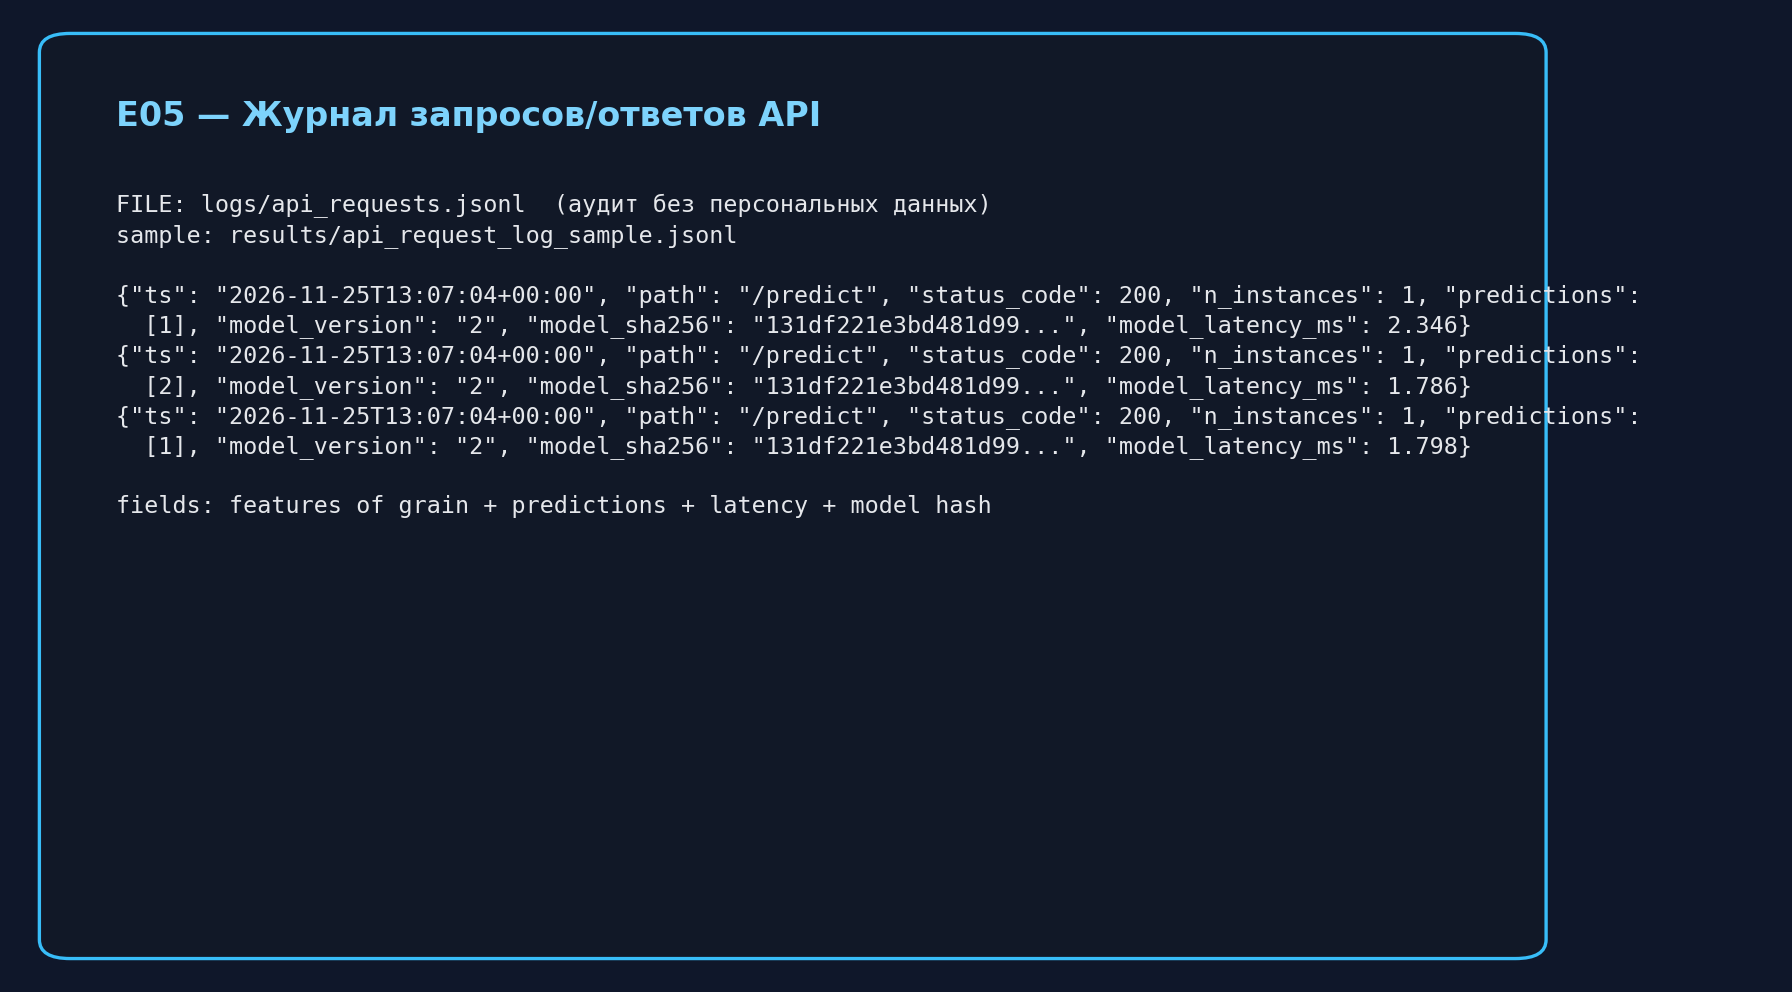 E05 — Журнал запросов/ответов API
FILE: logs/api_requests.jsonl  (аудит без персональных данных)
sample: results/api_request_log_sample.jsonl
{"ts": "2026-11-25T13:07:04+00:00", "path": "/predict", "status_code": 200, "n_instances": 1, "predictions":
  [1], "model_version": "2", "model_sha256": "131df221e3bd481d99...", "model_latency_ms": 2.346}
{"ts": "2026-11-25T13:07:04+00:00", "path": "/predict", "status_code": 200, "n_instances": 1, "predictions":
  [2], "model_version": "2", "model_sha256": "131df221e3bd481d99...", "model_latency_ms": 1.786}
{"ts": "2026-11-25T13:07:04+00:00", "path": "/predict", "status_code": 200, "n_instances": 1, "predictions":
  [1], "model_version": "2", "model_sha256": "131df221e3bd481d99...", "model_latency_ms": 1.798}
fields: features of grain + predictions + latency + model hash